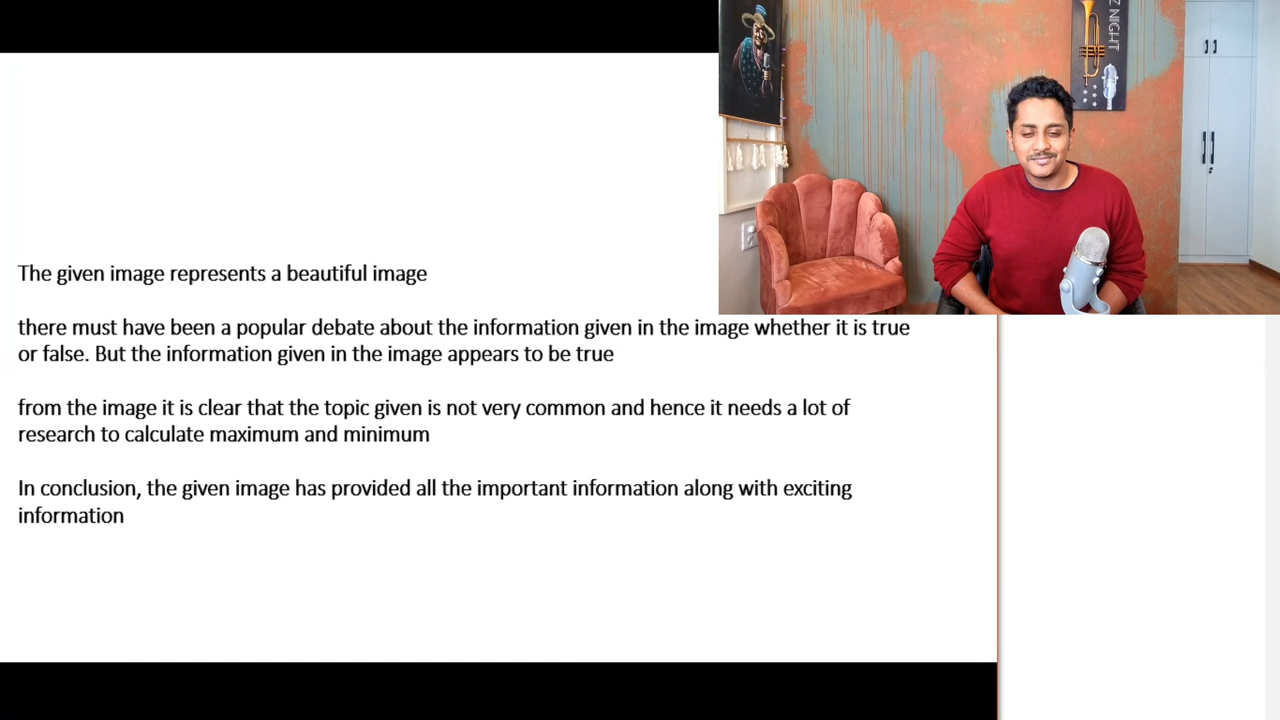 Z NIGHT
The given image represents a beautiful image
there must have been a popular debate about the information given in the image whether it is true
or false. But the information given in the image appears to be true
from the image it is clear that the topic given is not very common and hence it needs a lot of
research to calculate maximum and minimum
In conclusion, the given image has provided all the important information along with exciting
information